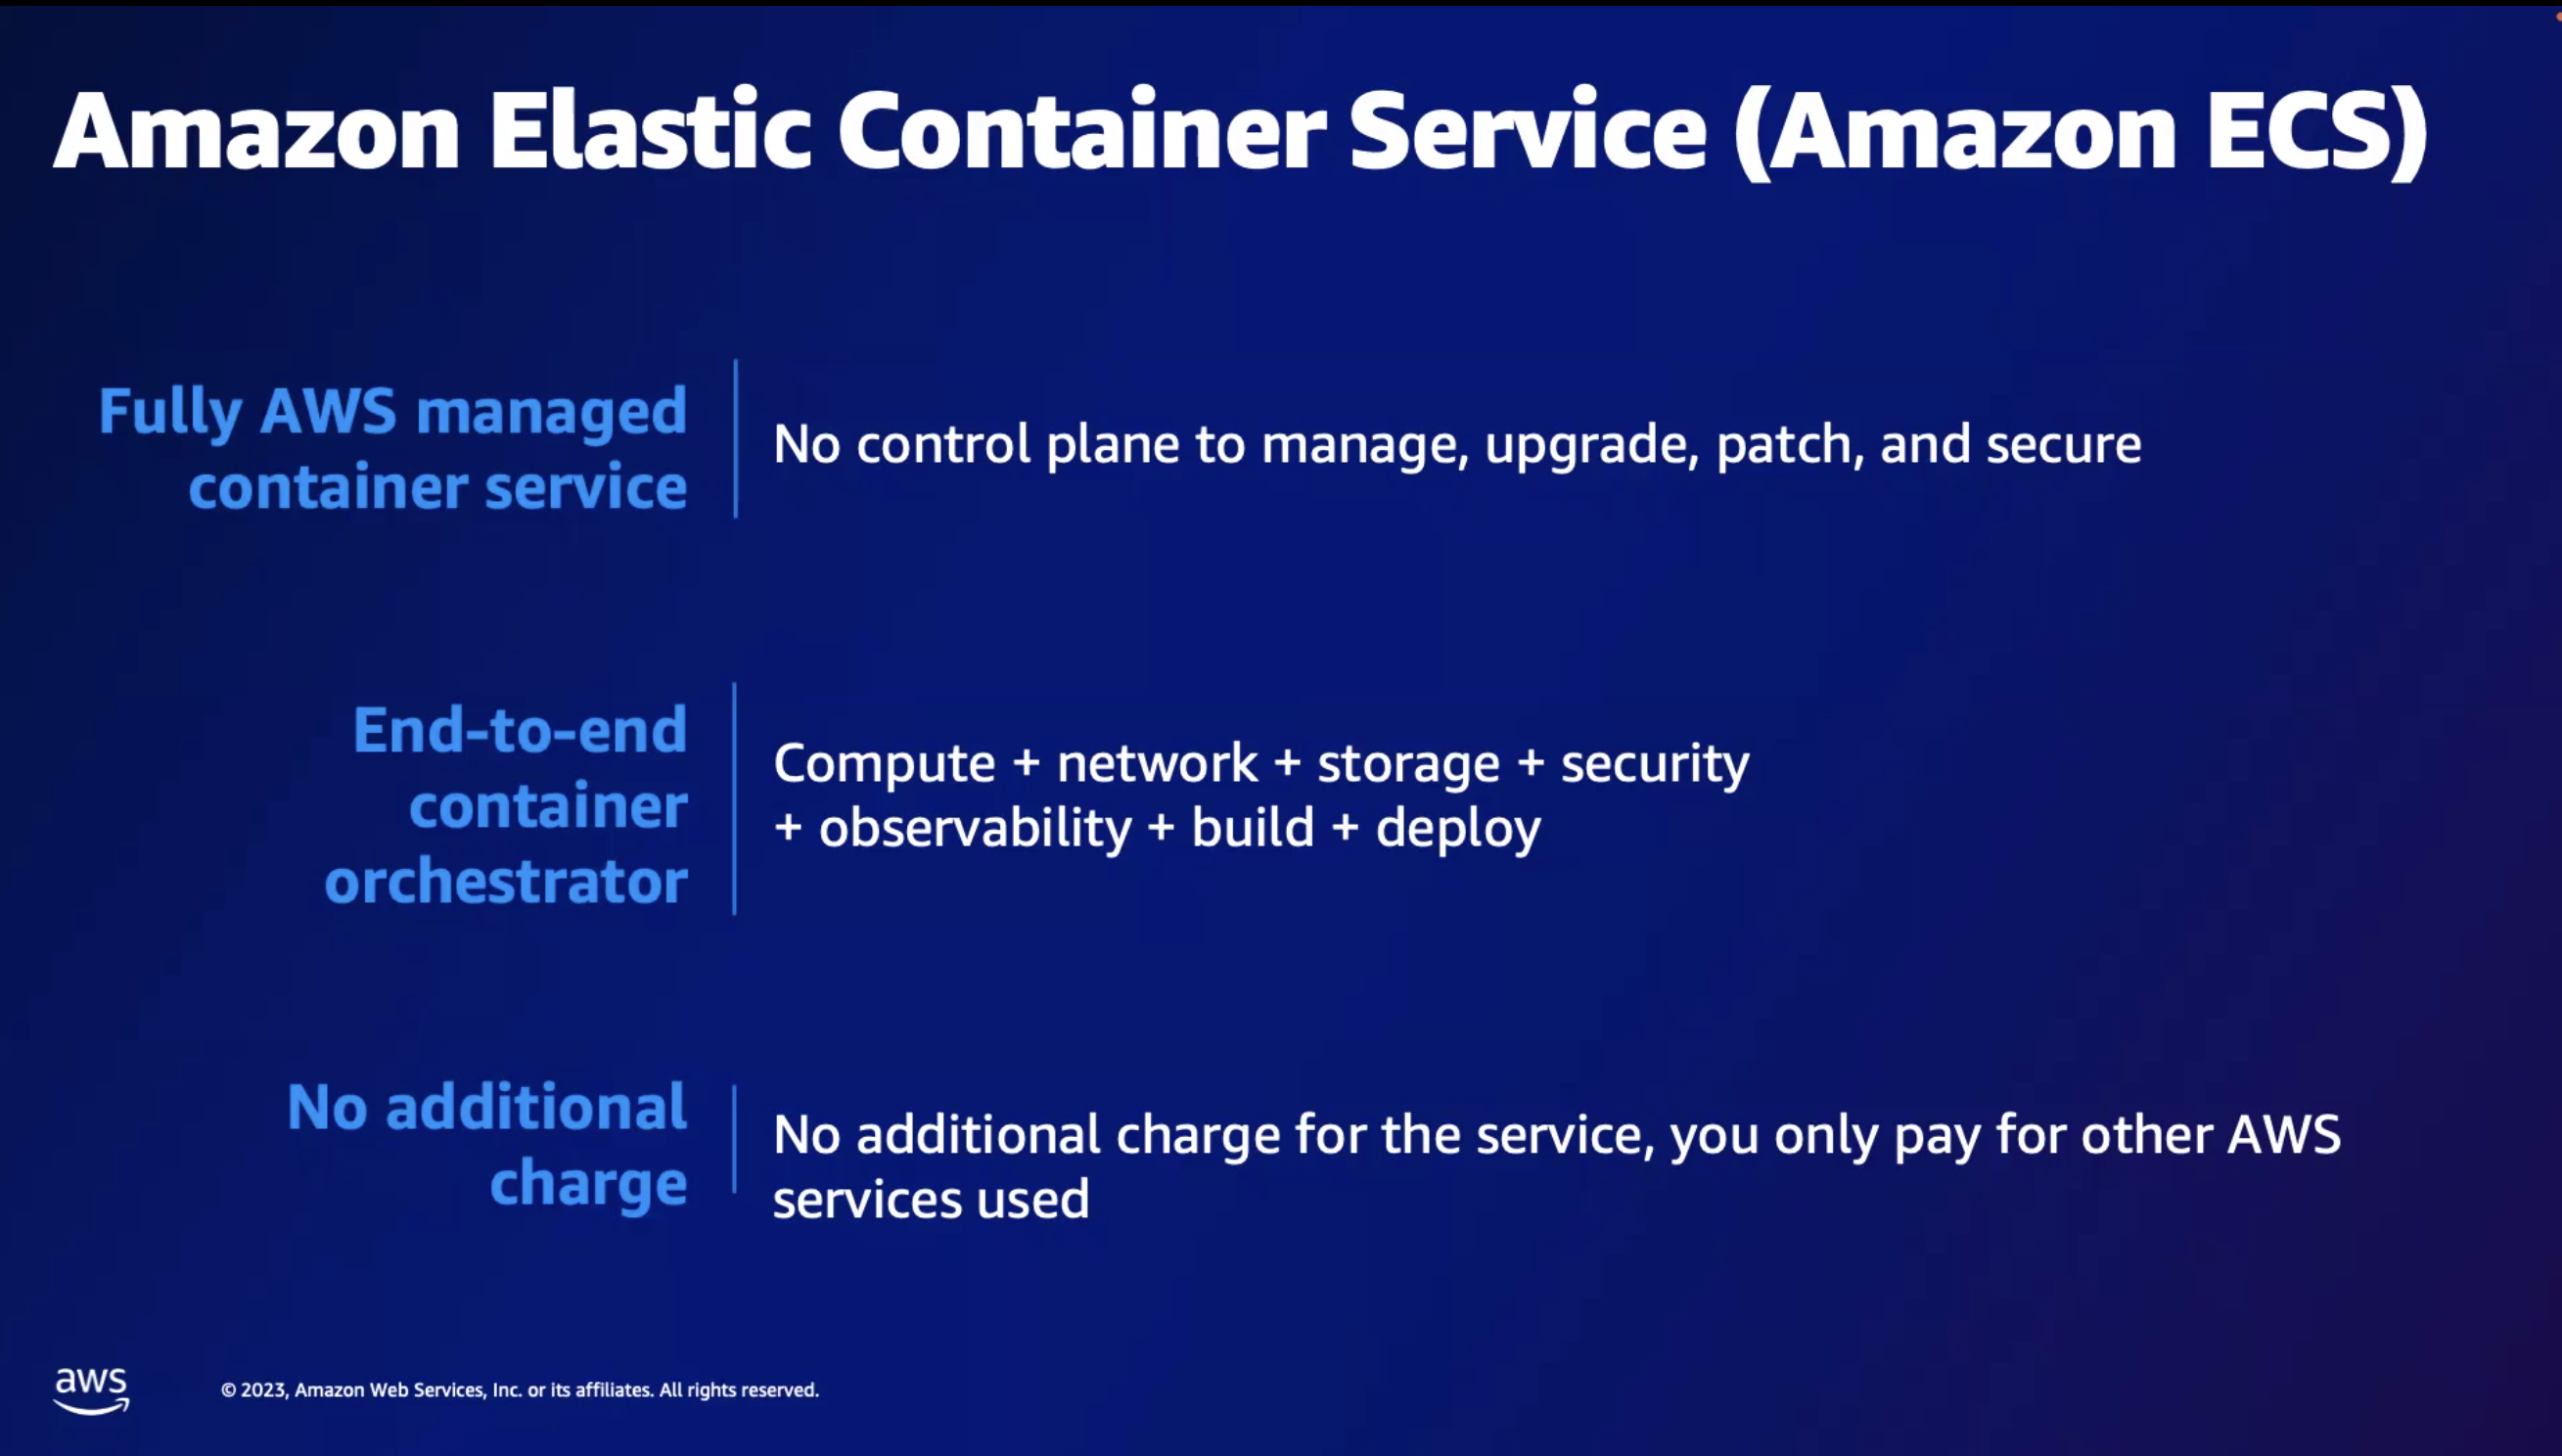 Amazon Elastic Container Service (Amazon ECS)
Fully AWS managed
container service
No control plane to manage, upgrade, patch, and secure
End-to-end
container
orchestrator
Compute + network + storage + security
+ observability + build + deploy
No additional
charge
No additional charge for the service, you only pay for other AWS
services used
aws
© 2023, Amazon Web Services, Inc. or its affiliates. All rights reserved.